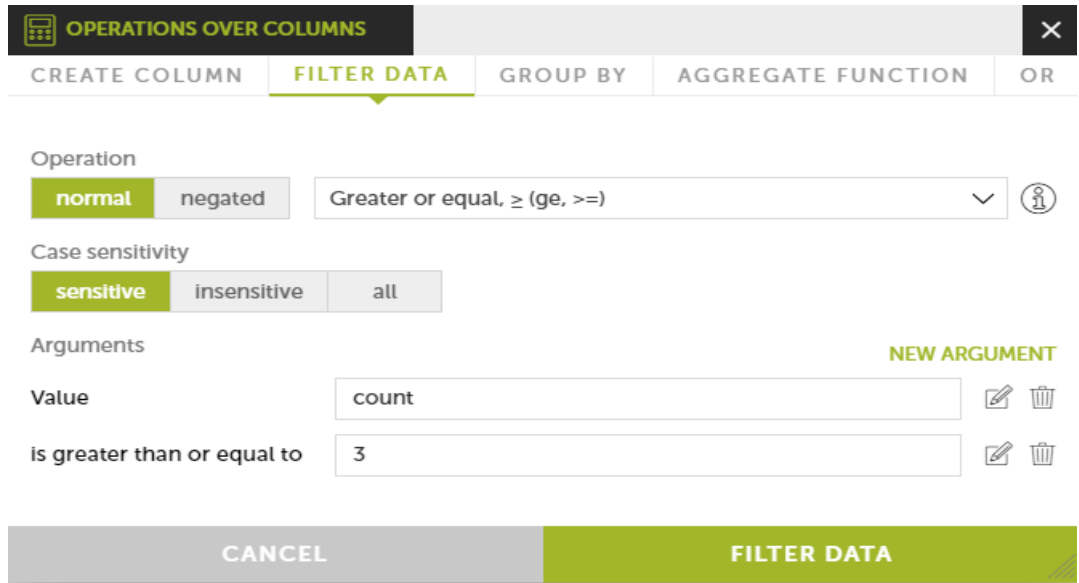 OPERATIONS OVER COLUMNS
CREATE COLUMN FILTER DATA GROUP BY AGGREGATE FUNCTION OR
Operation
normal negated Greater or equal, ≥ (ge, >=)
Case sensitivity
sensitive insensitive all
Arguments
NEW ARGUMENT
Value count
is greater than or equal to 3
CANCEL FILTER DATA